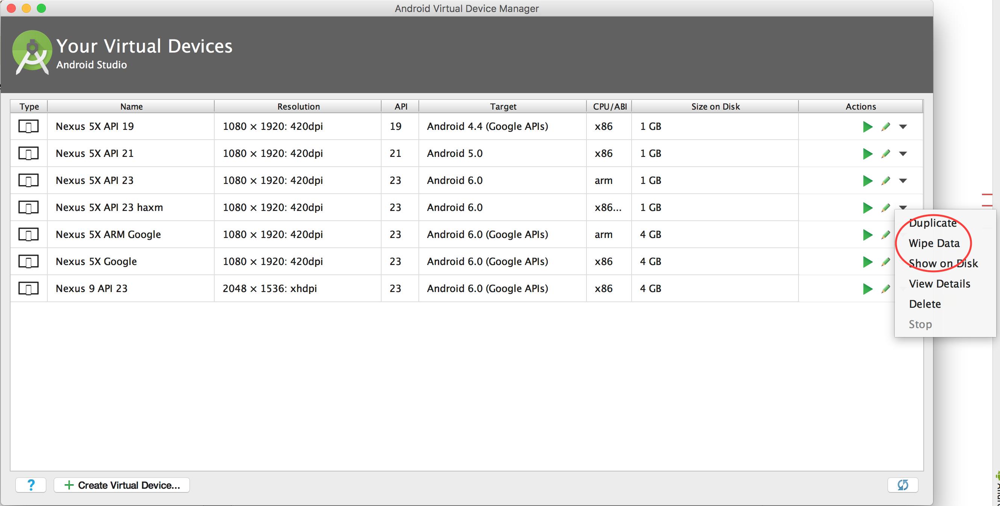 Android Virtual Device Manager
Your Virtual Devices
Android Studio
Type Name Resolution API Target CPU/ABI Size on Disk Actions
Nexus 5X API 19 1080 × 1920: 420dpi 19 Android 4.4 (Google APIs) x86 1 GB
Nexus 5X API 21 1080 × 1920: 420dpi 21 Android 5.0 x86 1 GB
Nexus 5X API 23 1080 × 1920: 420dpi 23 Android 6.0 arm 1 GB
Nexus 5X API 23 haxm 1080 × 1920: 420dpi 23 Android 6.0 x86... 1 GB
Nexus 5X ARM Google 1080 × 1920: 420dpi 23 Android 6.0 (Google APIs) arm 4 GB
Nexus 5X Google 1080 × 1920: 420dpi 23 Android 6.0 (Google APIs) x86 4 GB
Nexus 9 API 23 2048 × 1536: xhdpi 23 Android 6.0 (Google APIs) x86 4 GB
Duplicate
Wipe Data
Show on Disk
View Details
Delete
Stop
? + Create Virtual Device...